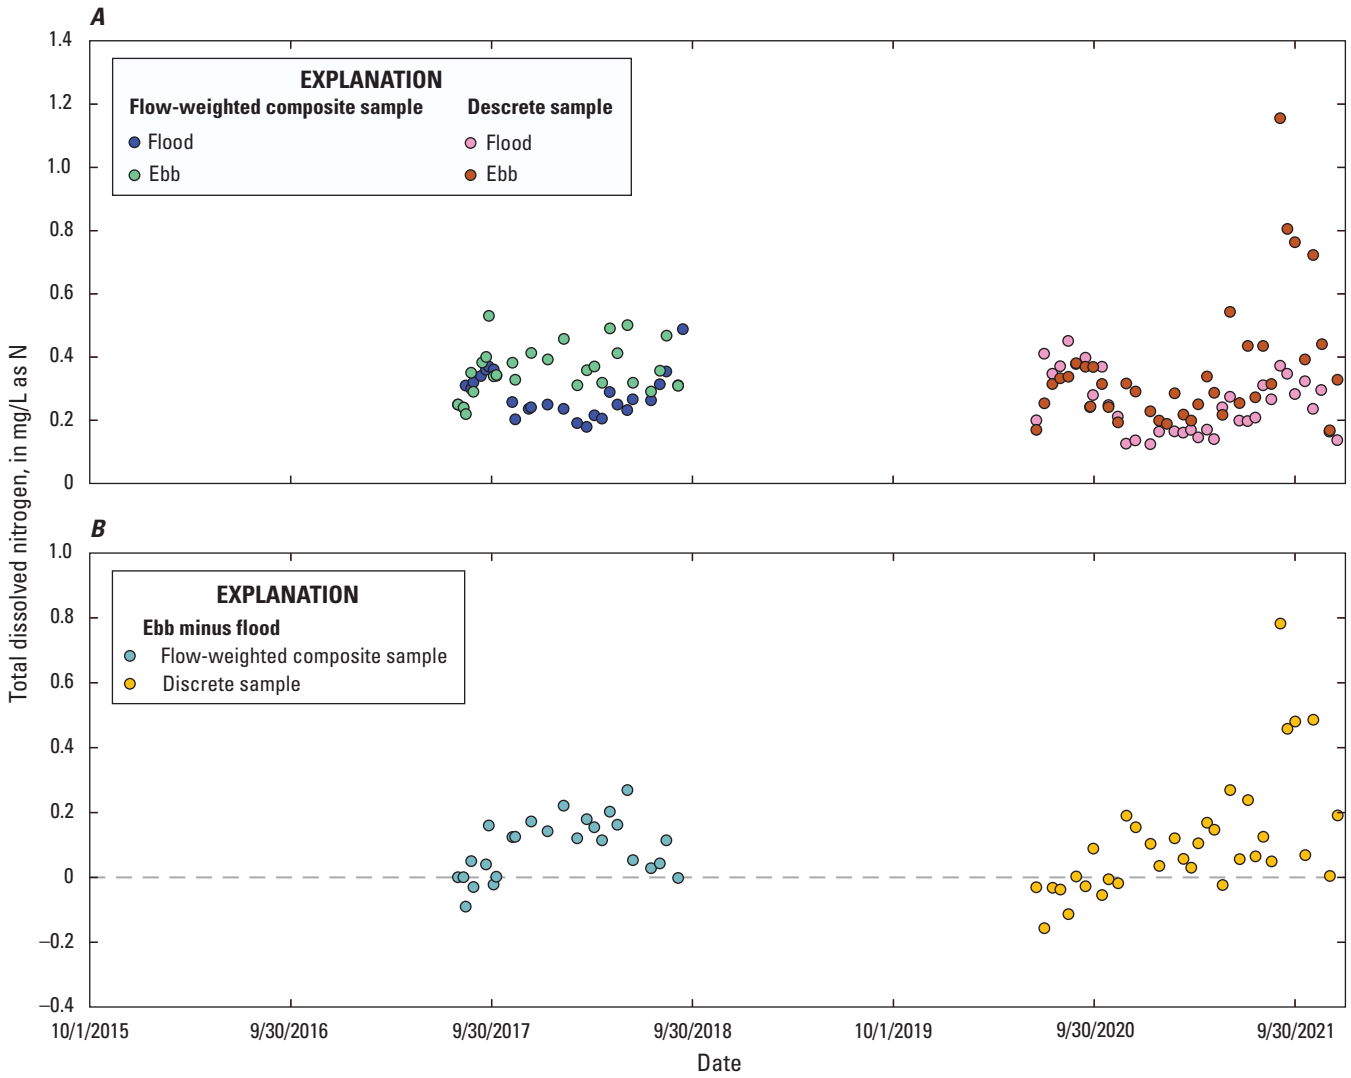 A
Total dissolved nitrogen, in mg/L as N
1.4
1.2
1.0
0.8
0.6
0.4
0.2
0
EXPLANATION
Flow-weighted composite sample
Flood
Ebb
Descrete sample
Flood
Ebb
B
1.0
0.8
0.6
0.4
0.2
0
−0.2
−0.4
EXPLANATION
Ebb minus flood
Flow-weighted composite sample
Discrete sample
10/1/2015 9/30/2016 9/30/2017 9/30/2018 10/1/2019 9/30/2020 9/30/2021
Date